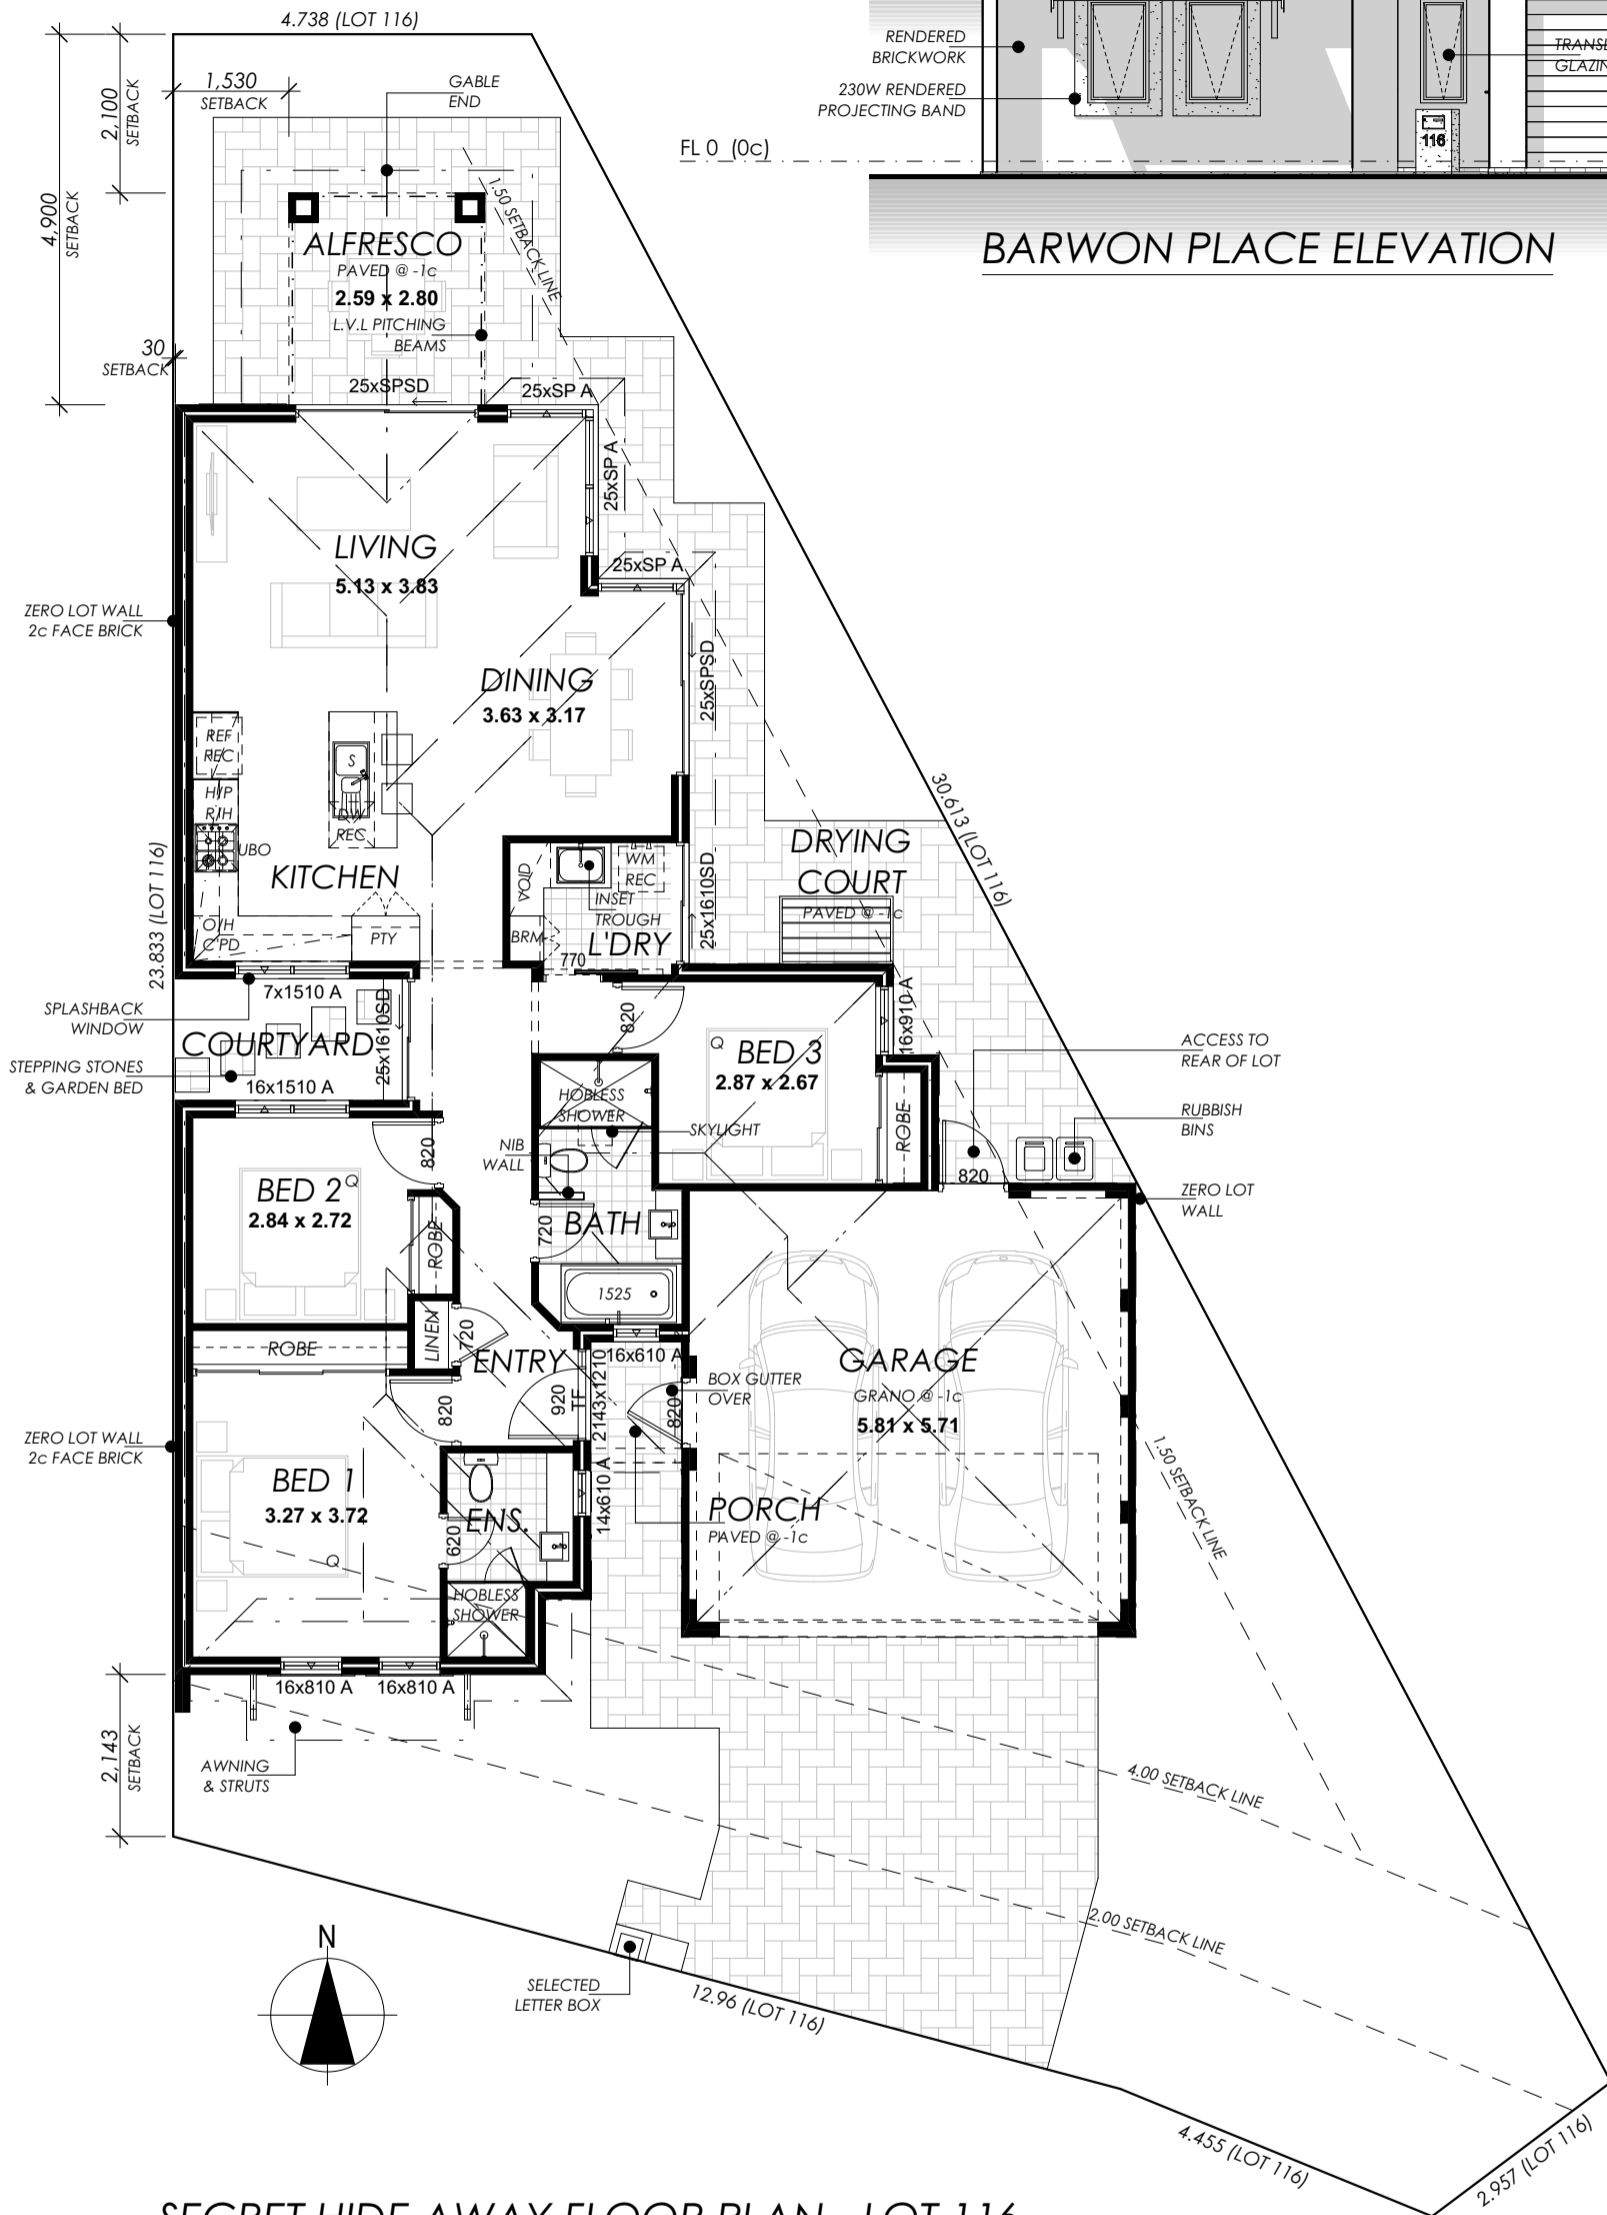 4.738 (LOT 116)
1,530
SETBACK
2,100
SETBACK
4,900
SETBACK
30
SETBACK
GABLE
END
1.50 SETBACK LINE
ALFRESCO
PAVED @ -1c
2.59 x 2.80
L.V.L PITCHING
BEAMS
25xSPSD
25xSP A
25xSP A
25xSP A
25xSPSD
RENDERED
BRICKWORK
230W RENDERED
PROJECTING BAND
FL 0 (0c)
116
BARWON PLACE ELEVATION
LIVING
5.13 x 3.83
ZERO LOT WALL
2c FACE BRICK
DINING
3.63 x 3.17
REF
REC
H/P
R/H
UBO
S
DW
REC
KITCHEN
O/H
C'PD
PTY
23.833 (LOT 116)
30.613 (LOT 116)
VOID
BRM
WM
REC
INSET
TROUGH
L'DRY
770
25x1610SD
DRYING
COURT
PAVED @ -1c
7x1510 A
SPLASHBACK
WINDOW
COURTYARD
STEPPING STONES
& GARDEN BED
16x1510 A
25x1610SD
820
Q
BED 3
2.87 x 2.67
16x910 A
ROBE
ACCESS TO
REAR OF LOT
RUBBISH
BINS
820
ZERO LOT
WALL
HOBLESS
SHOWER
SKYLIGHT
NIB
WALL
820
BED 2
Q
2.84 x 2.72
ROBE
720
BATH
1525
LINEN
720
ROBE
ENTRY
16x610 A
820
920
TF
2143x1210
820
BOX GUTTER
OVER
GARAGE
GRANO @ -1c
5.81 x 5.71
ZERO LOT WALL
2c FACE BRICK
BED 1
3.27 x 3.72
Q
ENS.
620
14x610 A
PORCH
PAVED @ -1c
HOBLESS
SHOWER
1.50 SETBACK LINE
16x810 A
16x810 A
2,143
SETBACK
AWNING
& STRUTS
4.00 SETBACK LINE
2.00 SETBACK LINE
N
SELECTED
LETTER BOX
12.96 (LOT 116)
4.455 (LOT 116)
2.957 (LOT 116)
SECRET HIDE-AWAY FLOOR PLAN - LOT 116